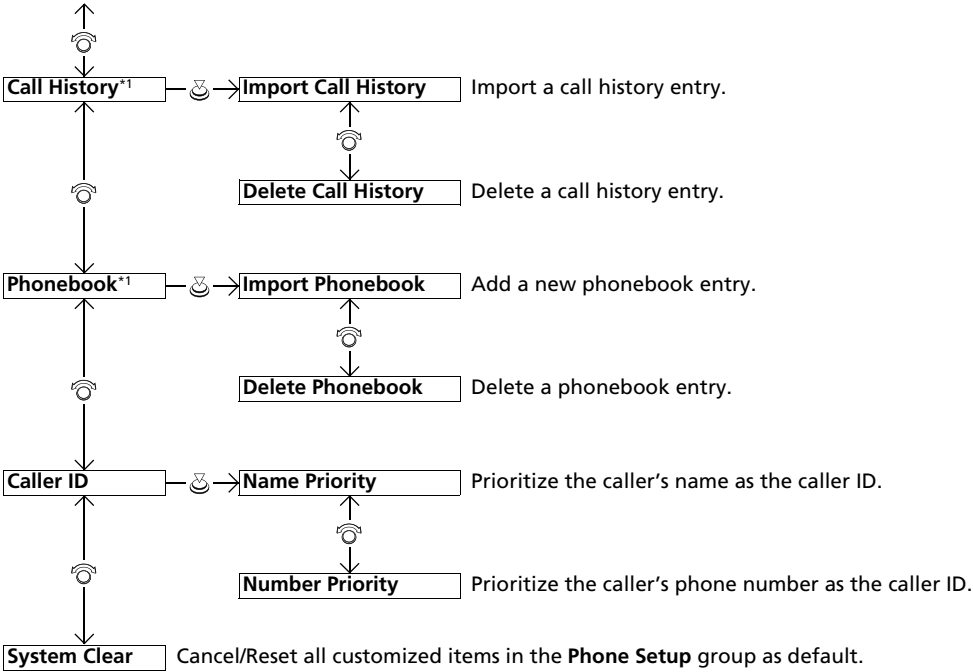 Call History*1 Import Call History Import a call history entry.
Delete Call History Delete a call history entry.
Phonebook*1 Import Phonebook Add a new phonebook entry.
Delete Phonebook Delete a phonebook entry.
Caller ID Name Priority Prioritize the caller’s name as the caller ID.
Number Priority Prioritize the caller’s phone number as the caller ID.
System Clear Cancel/Reset all customized items in the Phone Setup group as default.